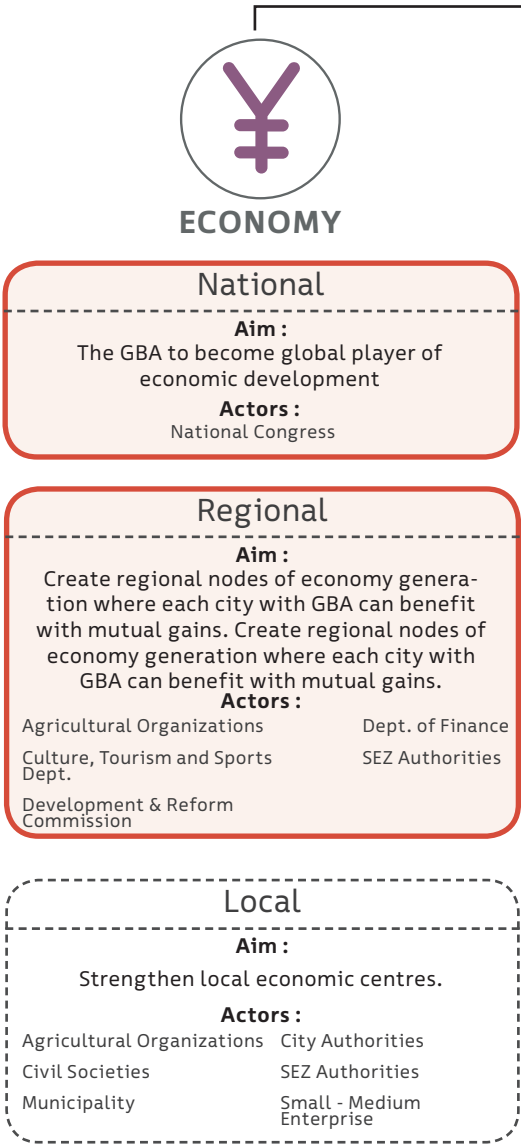 ¥
ECONOMY
National
Aim :
The GBA to become global player of
economic development
Actors :
National Congress
Regional
Aim :
Create regional nodes of economy genera-
tion where each city with GBA can benefit
with mutual gains. Create regional nodes of
economy generation where each city with
GBA can benefit with mutual gains.
Actors :
Agricultural Organizations
Culture, Tourism and Sports
Dept.
Development & Reform
Commission
Dept. of Finance
SEZ Authorities
Local
Aim :
Strengthen local economic centres.
Actors :
Agricultural Organizations
Civil Societies
Municipality
City Authorities
SEZ Authorities
Small - Medium
Enterprise